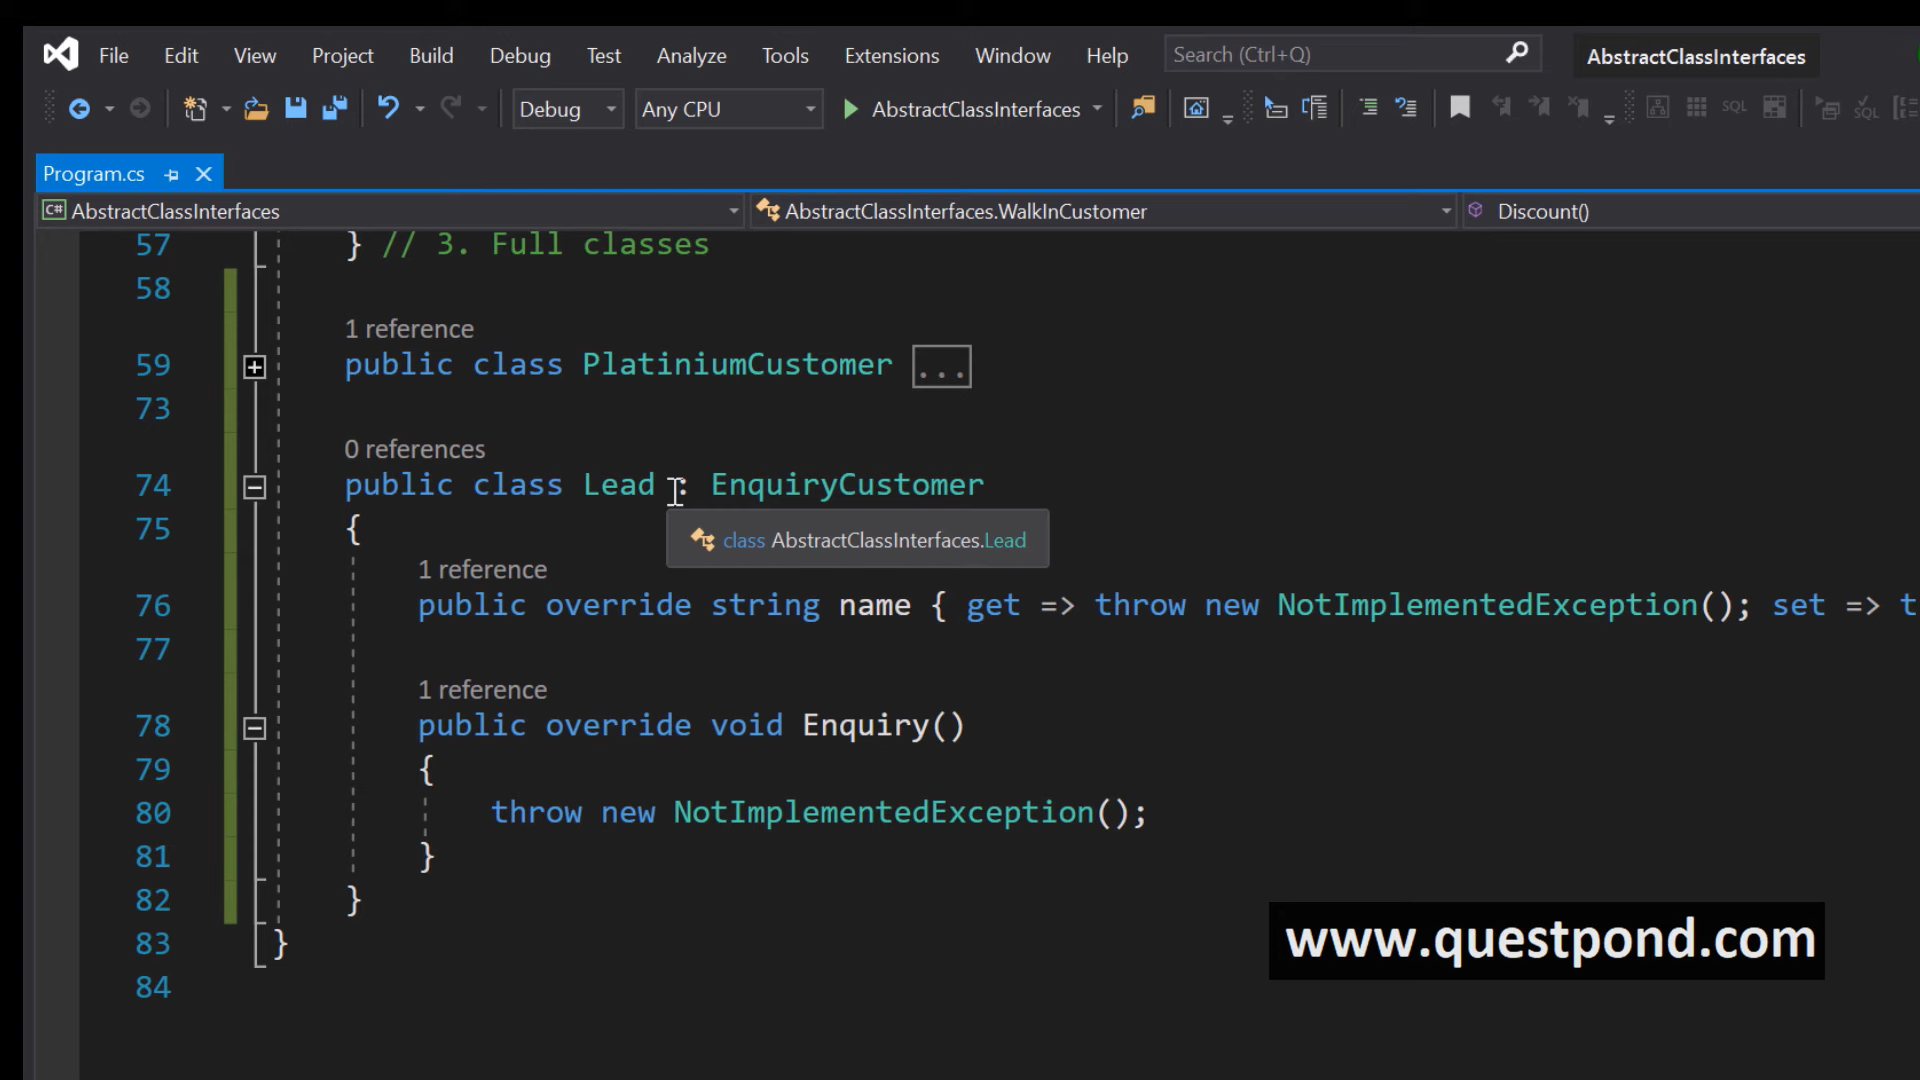 File Edit View Project Build Debug Test Analyze Tools Extensions Window Help Search (Ctrl+Q) AbstractClassInterfaces
Debug Any CPU AbstractClassInterfaces SQL SQL
Program.cs
C# AbstractClassInterfaces AbstractClassInterfaces.WalkInCustomer Discount()
57 } // 3. Full classes
58
1 reference
59 public class PlatiniumCustomer ...
73
0 references
74 public class Lead : EnquiryCustomer
75 {
class AbstractClassInterfaces.Lead
1 reference
76 public override string name { get => throw new NotImplementedException(); set => t
77
1 reference
78 public override void Enquiry()
79 {
80 throw new NotImplementedException();
81 }
82 }
83 }
84
www.questpond.com